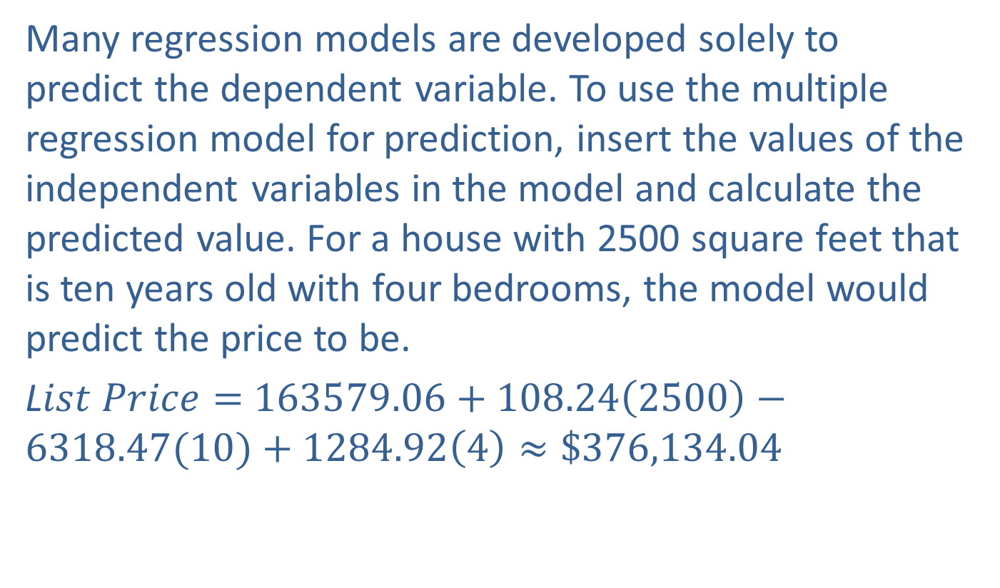 Many regression models are developed solely to
predict the dependent variable. To use the multiple
regression model for prediction, insert the values of the
independent variables in the model and calculate the
predicted value. For a house with 2500 square feet that
is ten years old with four bedrooms, the model would
predict the price to be.
List Price = 163579.06 + 108.24(2500) −
6318.47(10) + 1284.92(4) ≈ $376,134.04